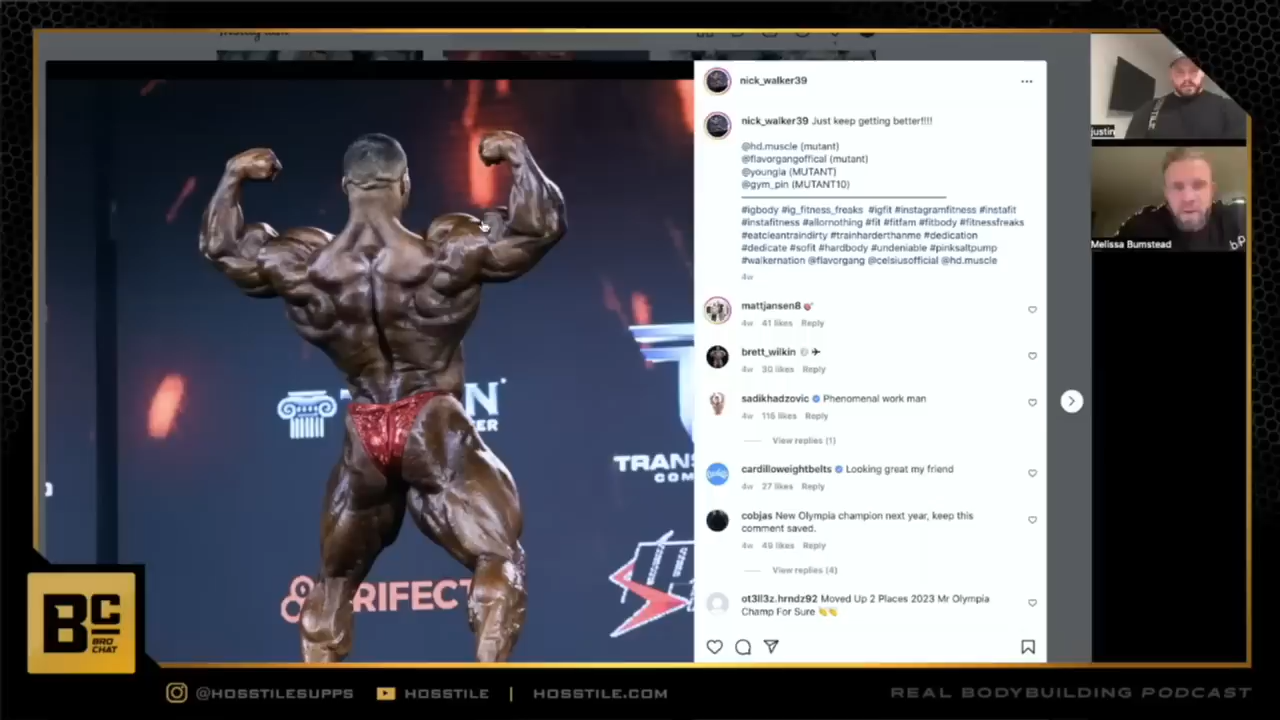 nick_walker39
nick_walker39 Just keep getting better!!!!
@hd.muscle (mutant)
@flavorgangoffical (mutant)
@youngla (MUTANT)
@gym_pin (MUTANT10)
#igbody #ig_fitness_freaks #igfit #instagramfitness #instafit
#instafitness #allornothing #fit #fitfam #fitbody #fitnessfreaks
#eatcleantraindirty #trainharderthanme #dedication
#dedicate #sofit #hardbody #undeniable #pinksaltpump
#walkernation @flavorgang @celsiusofficial @hd.muscle
4w
mattjansen8
4w 41 likes Reply
brett_wilkin
4w 30 likes Reply
sadikhadzovic Phenomenal work man
4w 116 likes Reply
View replies (1)
cardilloweightbelts Looking great my friend
4w 27 likes Reply
cobjas New Olympia champion next year, keep this
comment saved.
4w 49 likes Reply
View replies (4)
ot3ll3z.hrndz92 Moved Up 2 Places 2023 Mr Olympia
Champ For Sure 👏👏
justin
Melissa Bumstead
TRANS
COM
RIFECT
BC
BRO
CHAT
@HOSSTILESUPPS
HOSSTILE | HOSSTILE.COM
REAL BODYBUILDING PODCAST